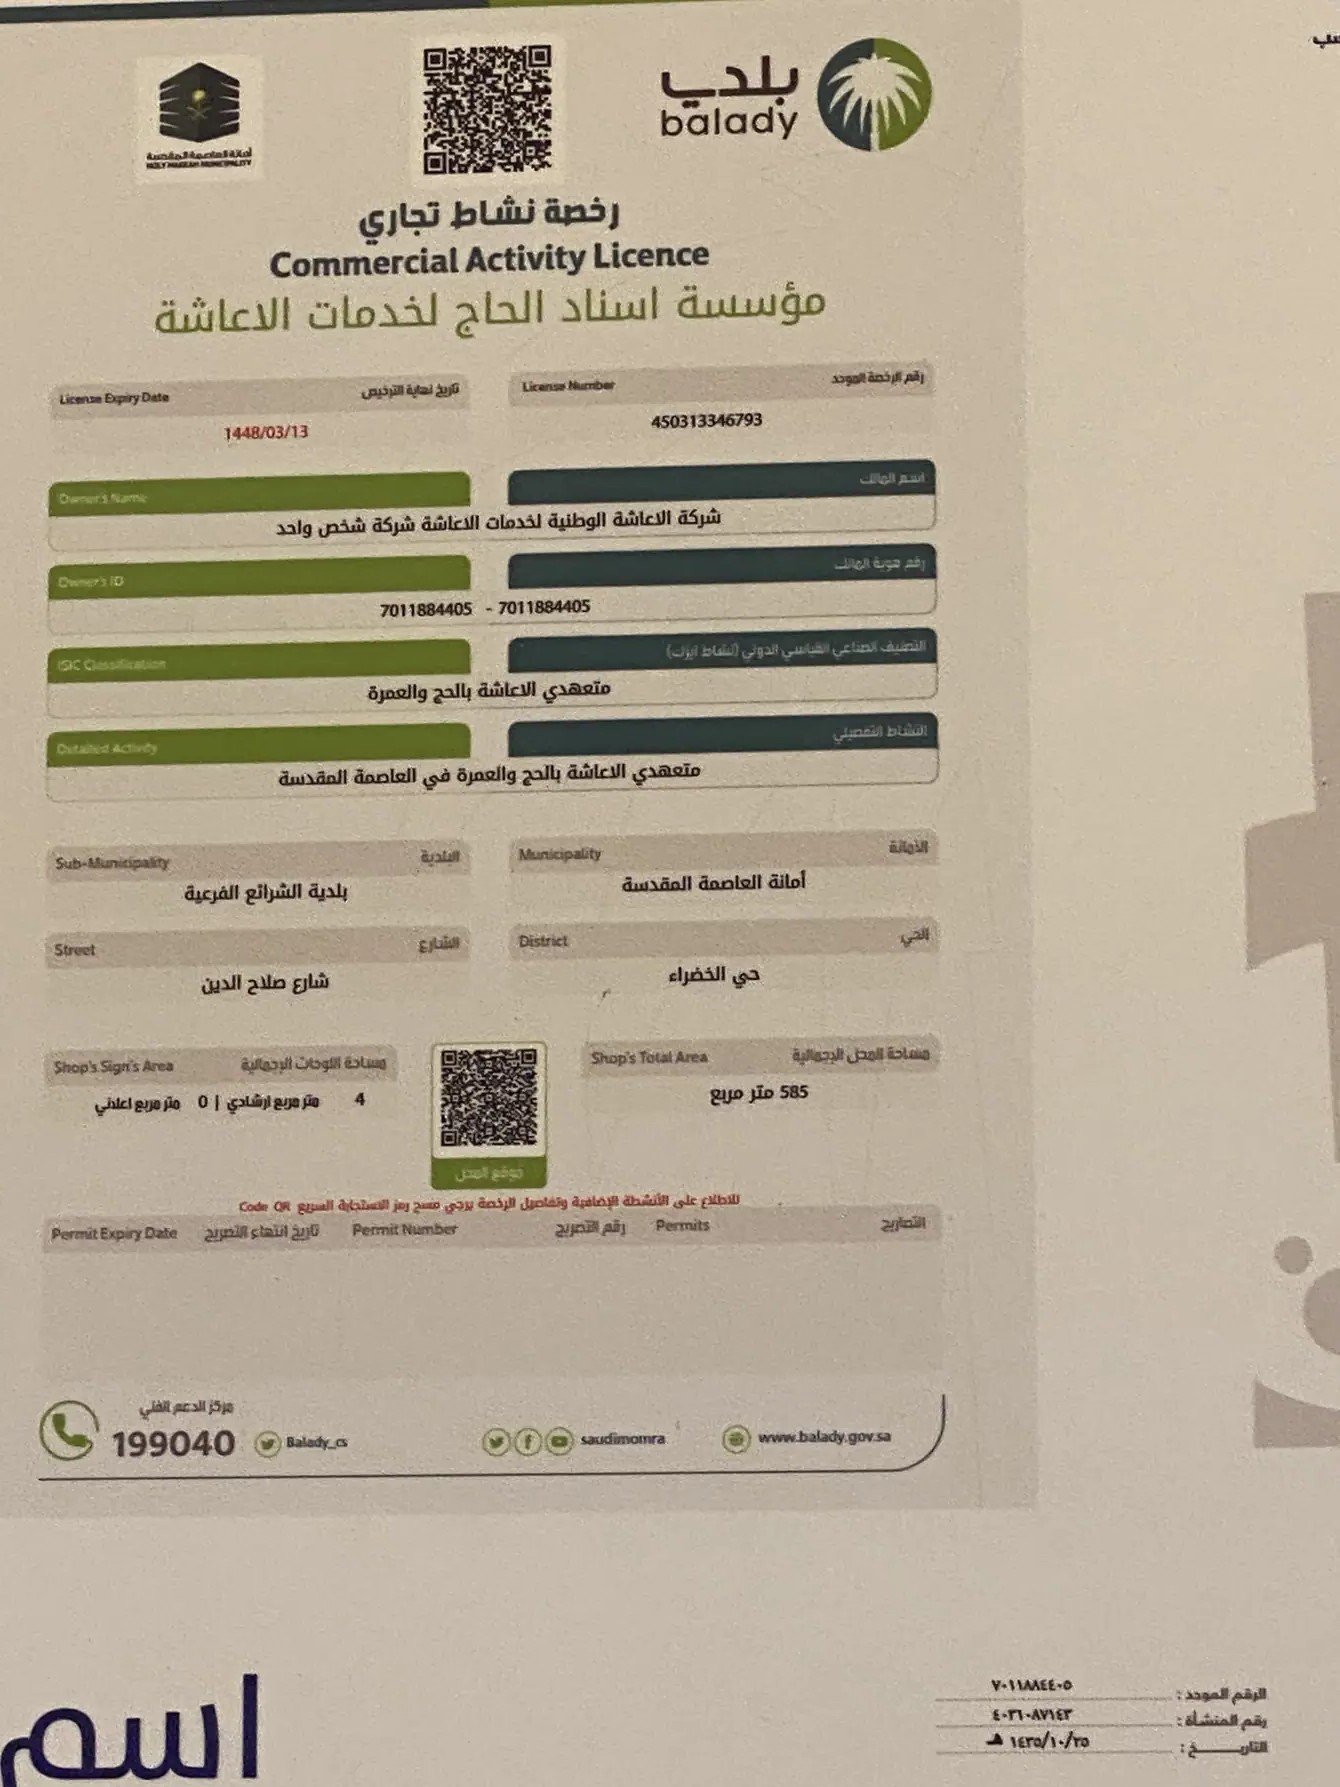 بلدي
balady
أمانة العاصمة المقدسة
HOLY MAKKAH MUNICIPALITY
رخصة نشاط تجاري
Commercial Activity Licence
مؤسسة اسناد الحاج لخدمات الاعاشة
رقم الرخصة الموحد License Number
450313346793
تاريخ نهاية الترخيص License Expiry Date
1448/03/13
اسم المالك Owner's Name
شركة الاعاشة الوطنية لخدمات الاعاشة شركة شخص واحد
رقم هوية المالك Owner's ID
7011884405 - 7011884405
التصنيف الصناعي القياسي الدولي (نشاط ايزك) ISIC Classification
متعهدي الاعاشة بالحج والعمرة
النشاط التفصيلي Detailed Activity
متعهدي الاعاشة بالحج والعمرة في العاصمة المقدسة
الأمانة Municipality
أمانة العاصمة المقدسة
البلدية Sub-Municipality
بلدية الشرائع الفرعية
الحي District
حي الخضراء
الشارع Street
شارع صلاح الدين
مساحة المحل الإجمالية Shop's Total Area
585 متر مربع
مساحة اللوحات الإجمالية Shop's Sign's Area
4 متر مربع ارشادي | 0 متر مربع اعلاني
موقع المحل
للاطلاع على الأنشطة الإضافية وتفاصيل الرخصة يرجى مسح رمز الاستجابة السريع Code QR
التصاريح Permits رقم التصريح Permit Number تاريخ انتهاء التصريح Permit Expiry Date
مركز الدعم الفني
199040
Balady_cs
saudimomra
www.balady.gov.sa
اسم
الرقم الموحد : ٧٠١١٨٨٤٤٠٥
رقم المنشأة : ٤٠٣١٠٨٧١٤٣
التاريـــــخ : ١٤٣٥/١٠/٢٥ هـ